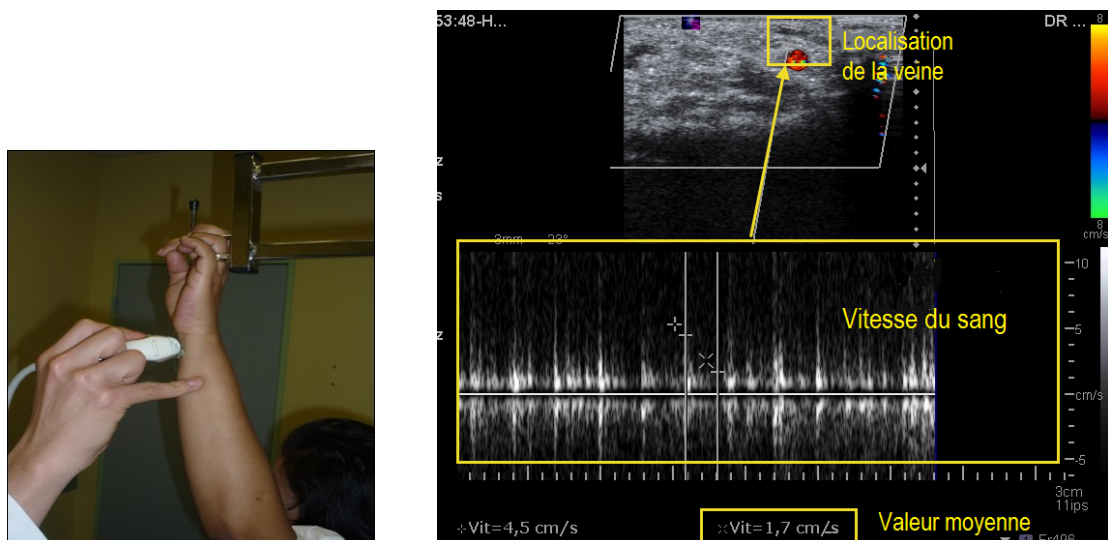 53:48-H...
DR ...
8
Localisation
de la veine
z
s
8
cm/s
3mm 23°
10
Vitesse du sang
z
5
cm/s
-5
3cm
11ips
Vit=4,5 cm/s
Vit=1,7 cm/s
Valeur moyenne